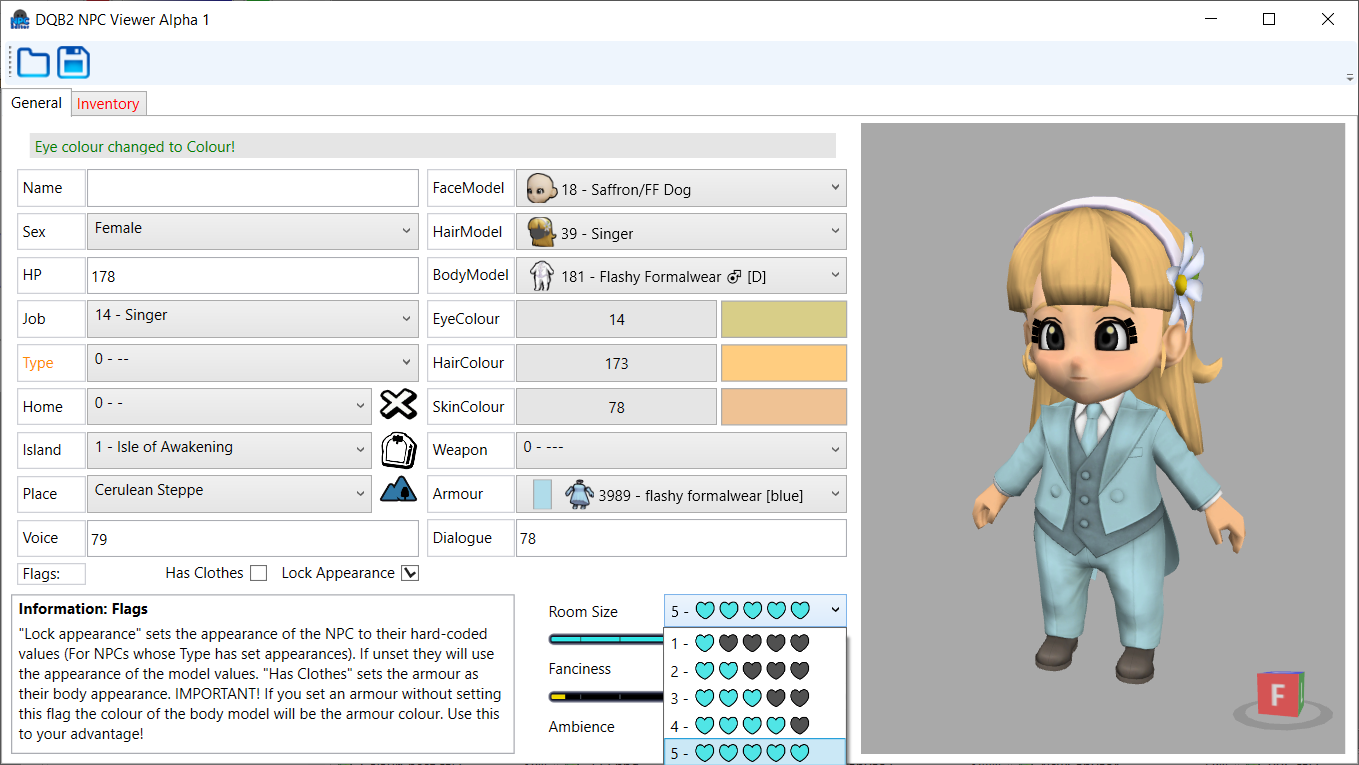 DQB2 NPC Viewer Alpha 1
General
Inventory
Eye colour changed to Colour!
Name
FaceModel
18 - Saffron/FF Dog
Sex
Female
HairModel
39 - Singer
HP
178
BodyModel
181 - Flashy Formalwear ♂ [D]
Job
14 - Singer
EyeColour
14
Type
0 - --
HairColour
173
Home
0 - -
SkinColour
78
Island
1 - Isle of Awakening
Weapon
0 - ---
Place
Cerulean Steppe
Armour
3989 - flashy formalwear [blue]
Voice
79
Dialogue
78
Flags:
Has Clothes
Lock Appearance
Information: Flags
"Lock appearance" sets the appearance of the NPC to their hard-coded
values (For NPCs whose Type has set appearances). If unset they will use
the appearance of the model values. "Has Clothes" sets the armour as
their body appearance. IMPORTANT! If you set an armour without setting
this flag the colour of the body model will be the armour colour. Use this
to your advantage!
Room Size
5 -
1 -
2 -
3 -
4 -
5 -
Fanciness
Ambience
F